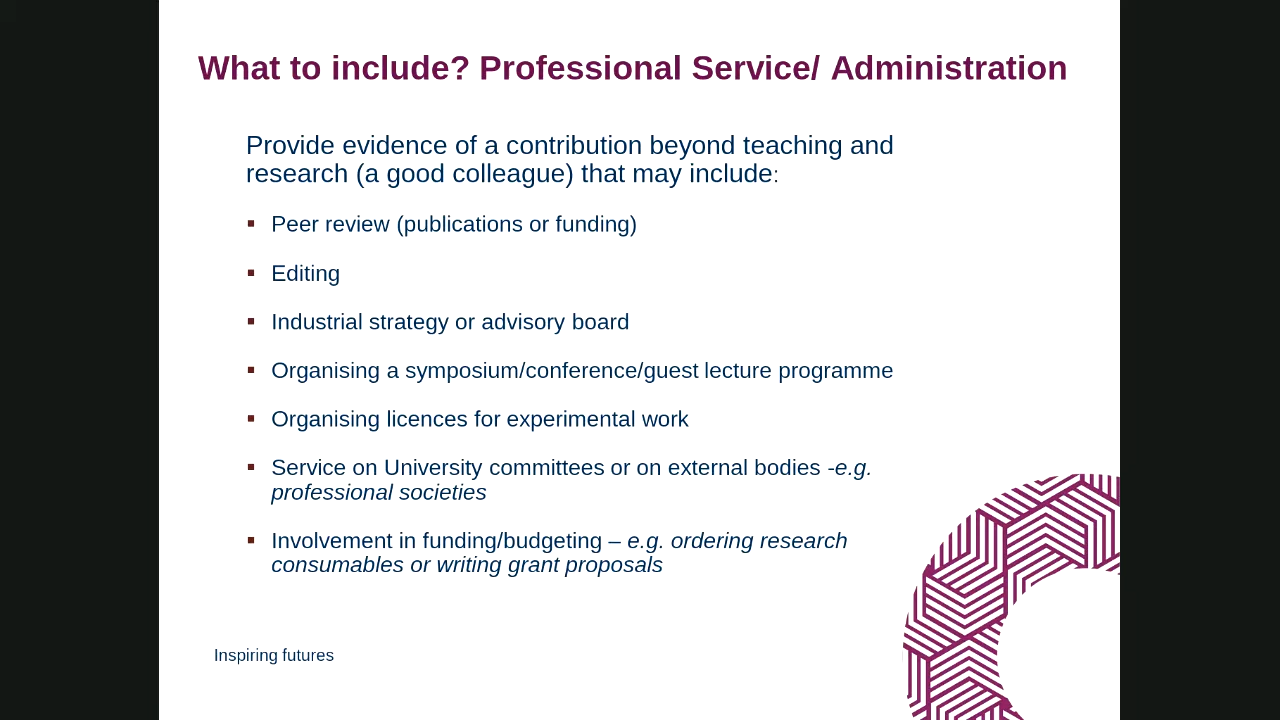 What to include? Professional Service/ Administration
Provide evidence of a contribution beyond teaching and
research (a good colleague) that may include:
▪ Peer review (publications or funding)
▪ Editing
▪ Industrial strategy or advisory board
▪ Organising a symposium/conference/guest lecture programme
▪ Organising licences for experimental work
▪ Service on University committees or on external bodies -e.g.
professional societies
▪ Involvement in funding/budgeting – e.g. ordering research
consumables or writing grant proposals
Inspiring futures